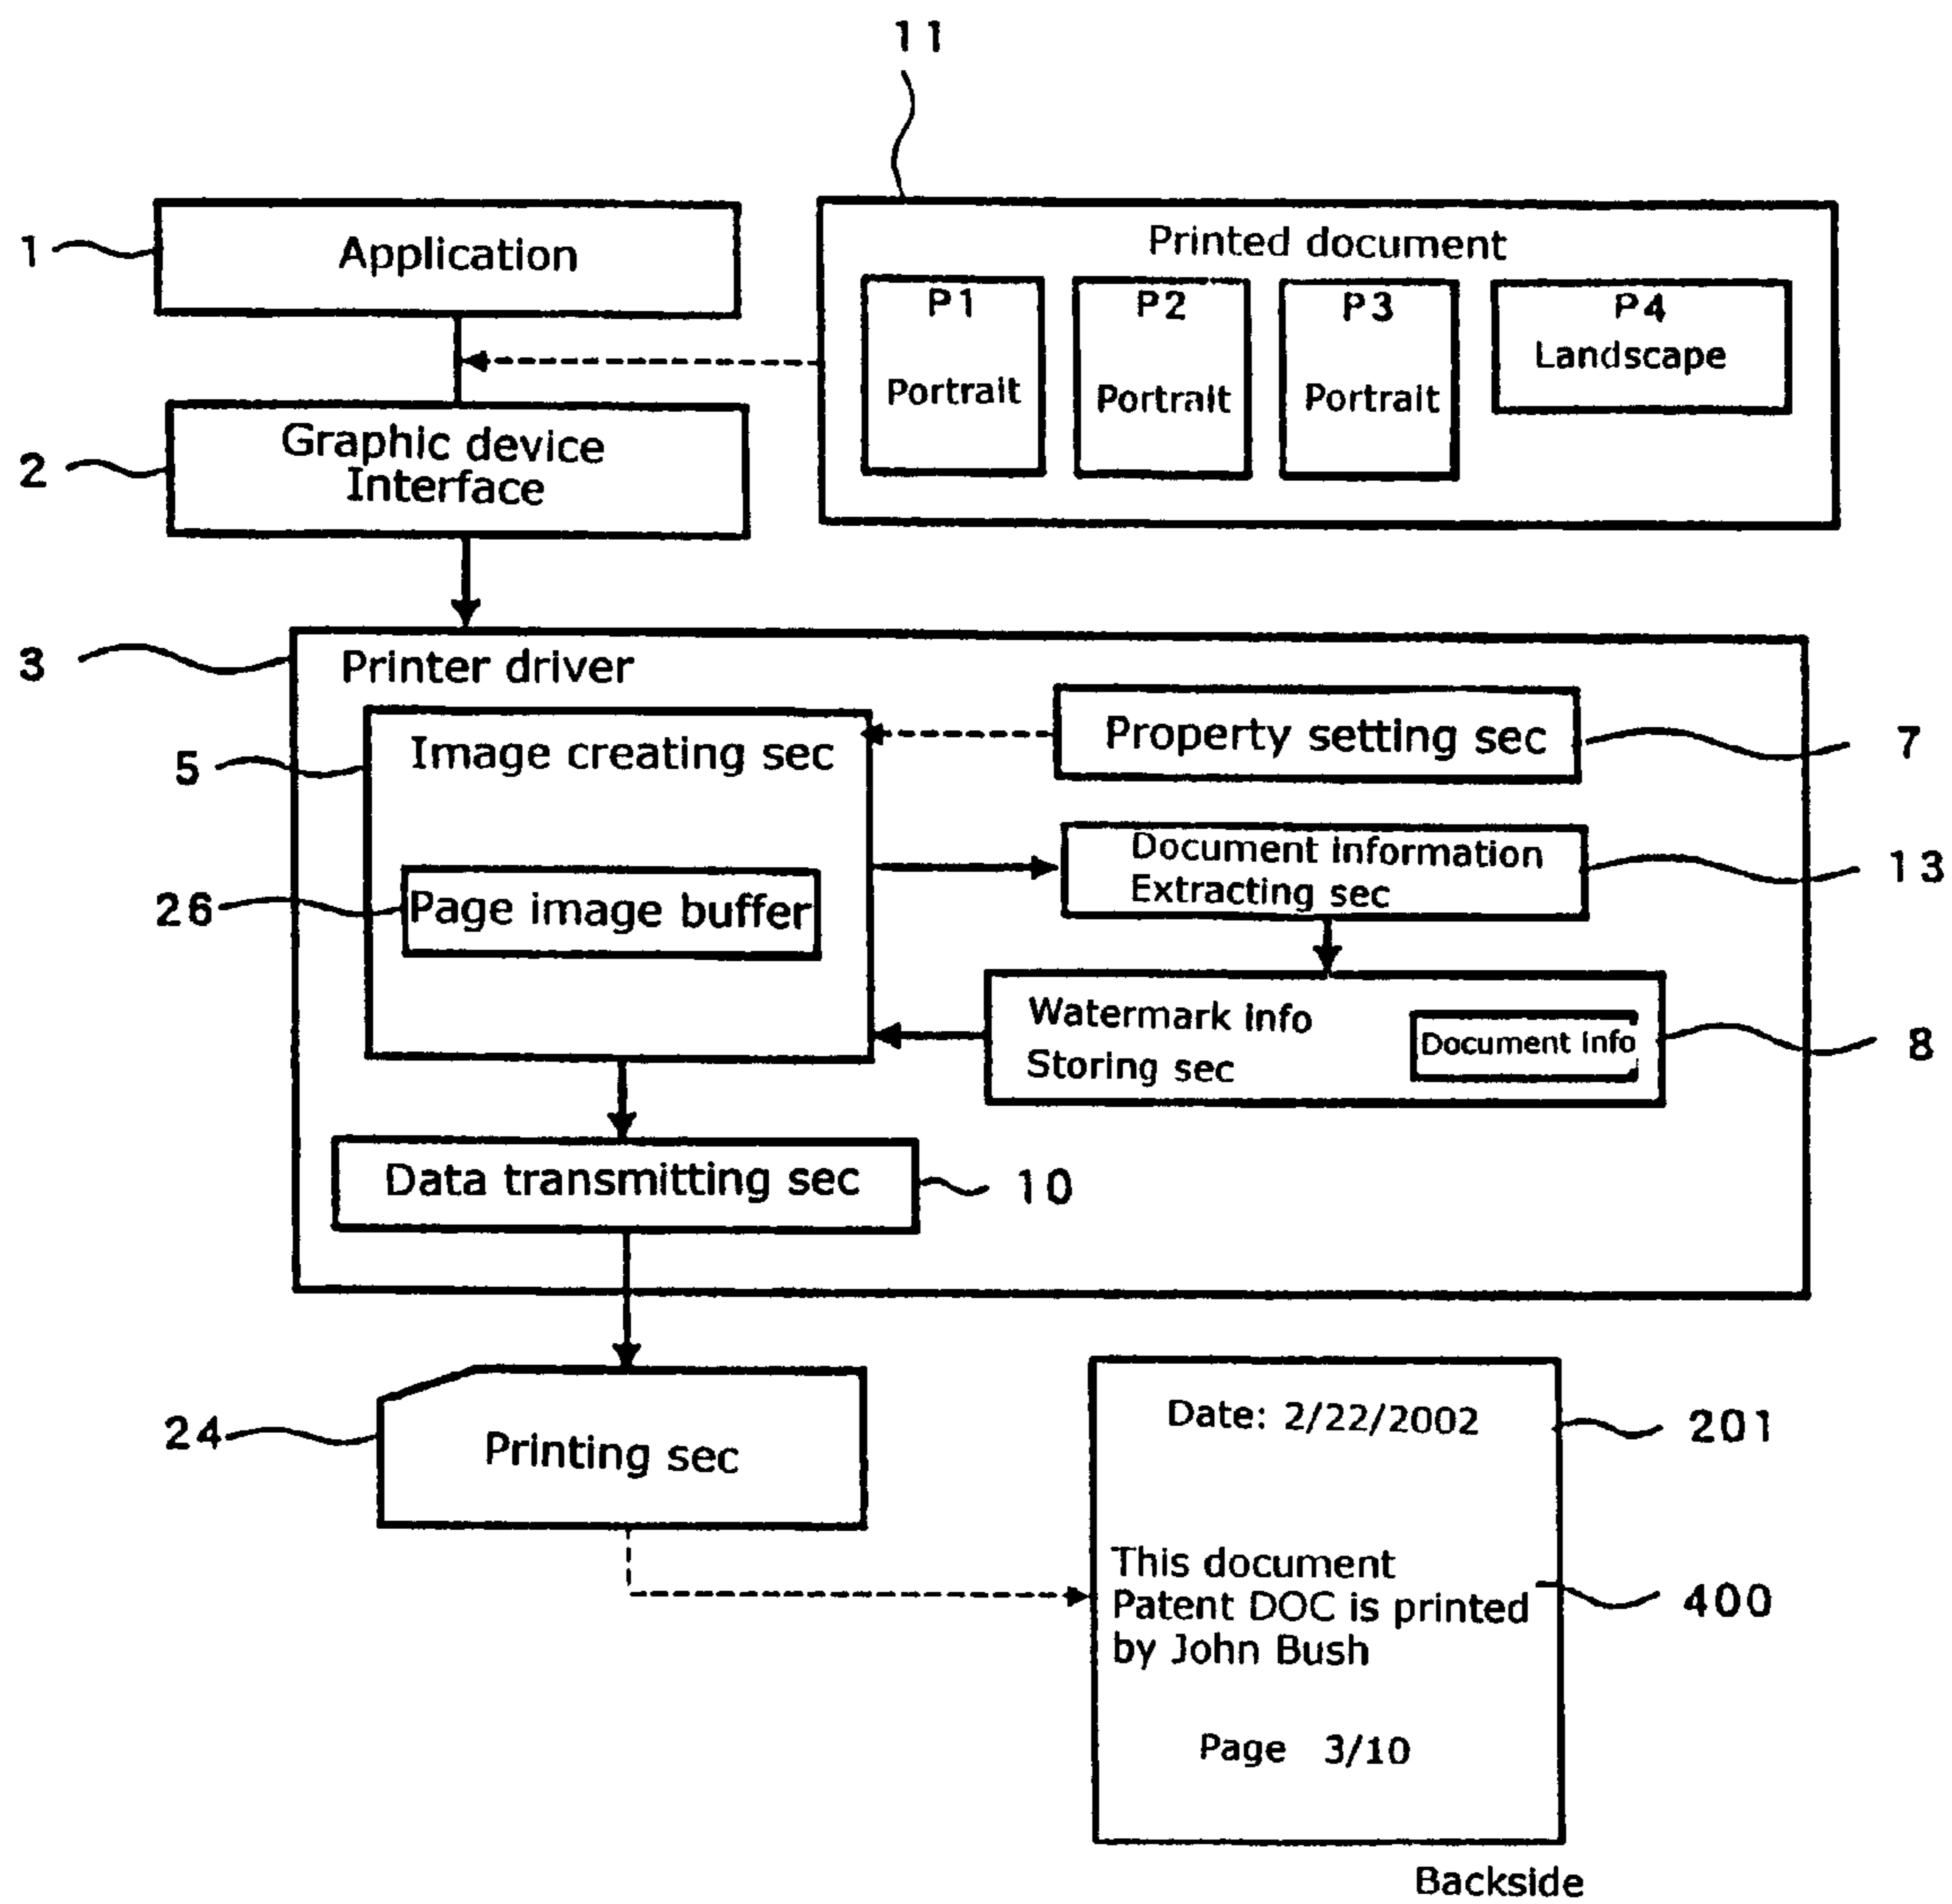 11
1
Application
Printed document
P1
Portrait
P2
Portrait
P3
Portrait
P4
Landscape
2
Graphic device
Interface
3
Printer driver
5
Image creating sec
Property setting sec
7
26
Page image buffer
Document information
Extracting sec
13
Watermark info
Storing sec
Document info
8
Data transmitting sec
10
24
Printing sec
Date: 2/22/2002
201
This document
Patent DOC is printed
by John Bush
400
Page 3/10
Backside